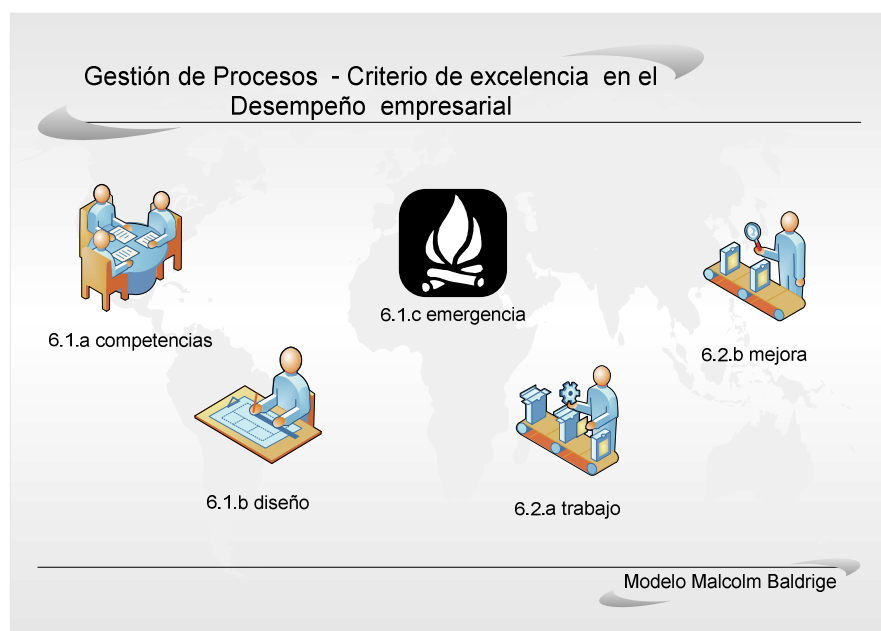 Gestión de Procesos - Criterio de excelencia en el
Desempeño empresarial
6.1.a competencias
6.1.c emergencia
6.2.b mejora
6.1.b diseño
6.2.a trabajo
Modelo Malcolm Baldrige